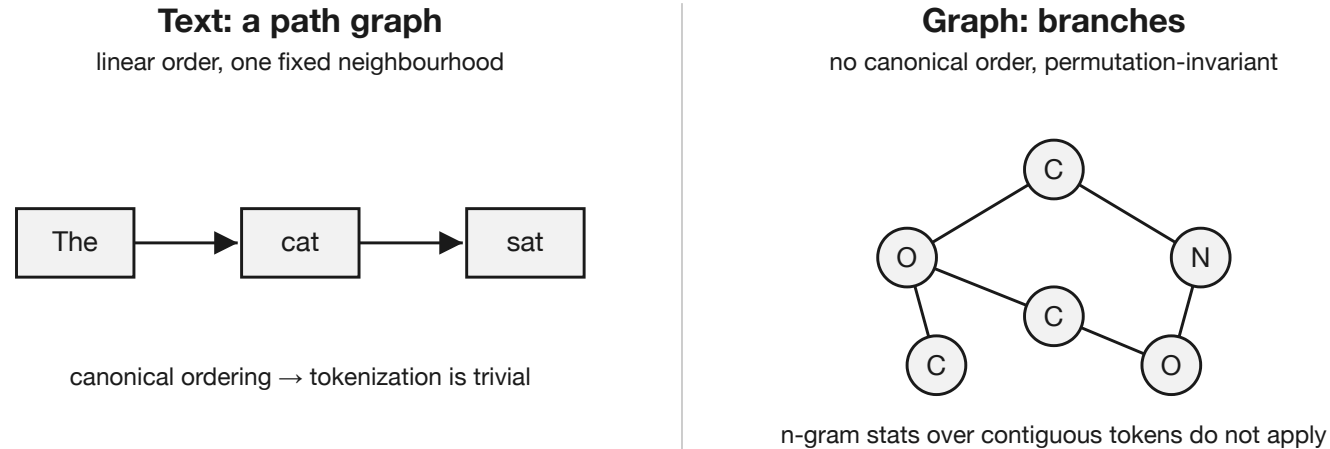 Text: a path graph
linear order, one fixed neighbourhood
The
cat
sat
canonical ordering → tokenization is trivial
Graph: branches
no canonical order, permutation-invariant
C
O
N
C
C
O
n-gram stats over contiguous tokens do not apply